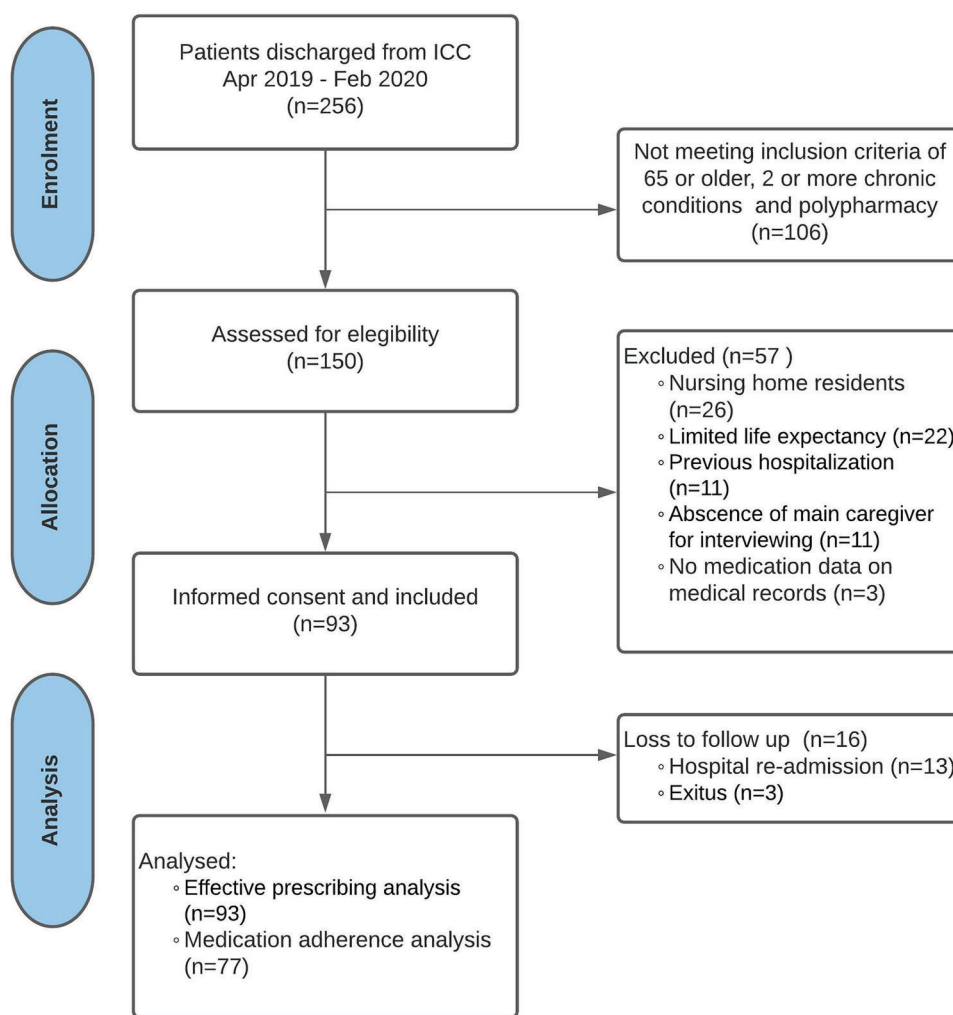 Enrolment
Patients discharged from ICC
Apr 2019 - Feb 2020
(n=256)
Not meeting inclusion criteria of
65 or older, 2 or more chronic
conditions and polypharmacy
(n=106)
Allocation
Assessed for elegibility
(n=150)
Excluded (n=57 )
◦ Nursing home residents
(n=26)
◦ Limited life expectancy (n=22)
◦ Previous hospitalization
(n=11)
◦ Abscence of main caregiver
for interviewing (n=11)
◦ No medication data on
medical records (n=3)
Informed consent and included
(n=93)
Analysis
Loss to follow up (n=16)
◦ Hospital re-admission (n=13)
◦ Exitus (n=3)
Analysed:
◦ Effective prescribing analysis
(n=93)
◦ Medication adherence analysis
(n=77)